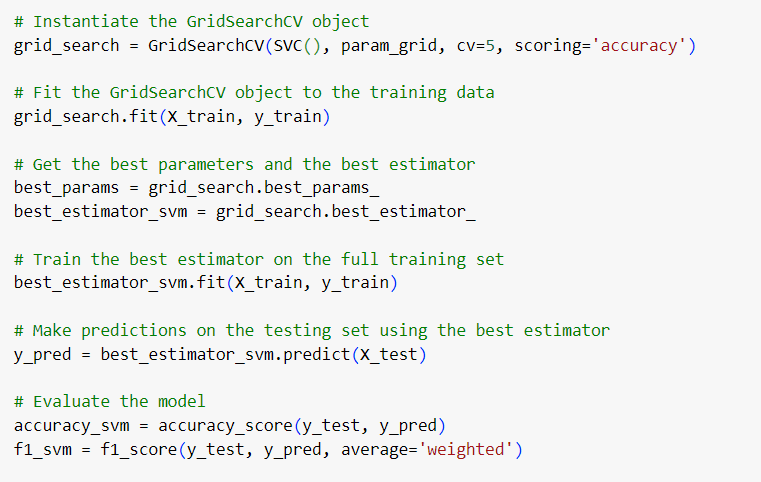 # Instantiate the GridSearchCV object
grid_search = GridSearchCV(SVC(), param_grid, cv=5, scoring='accuracy')
# Fit the GridSearchCV object to the training data
grid_search.fit(X_train, y_train)
# Get the best parameters and the best estimator
best_params = grid_search.best_params_
best_estimator_svm = grid_search.best_estimator_
# Train the best estimator on the full training set
best_estimator_svm.fit(X_train, y_train)
# Make predictions on the testing set using the best estimator
y_pred = best_estimator_svm.predict(X_test)
# Evaluate the model
accuracy_svm = accuracy_score(y_test, y_pred)
f1_svm = f1_score(y_test, y_pred, average='weighted')